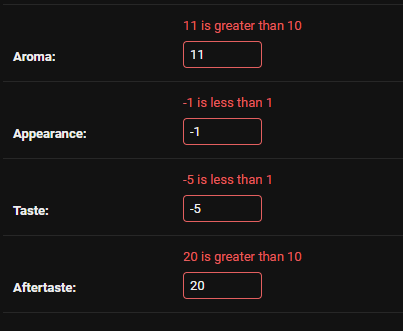 11 is greater than 10
Aroma:
11
-1 is less than 1
Appearance:
-1
-5 is less than 1
Taste:
-5
20 is greater than 10
Aftertaste:
20